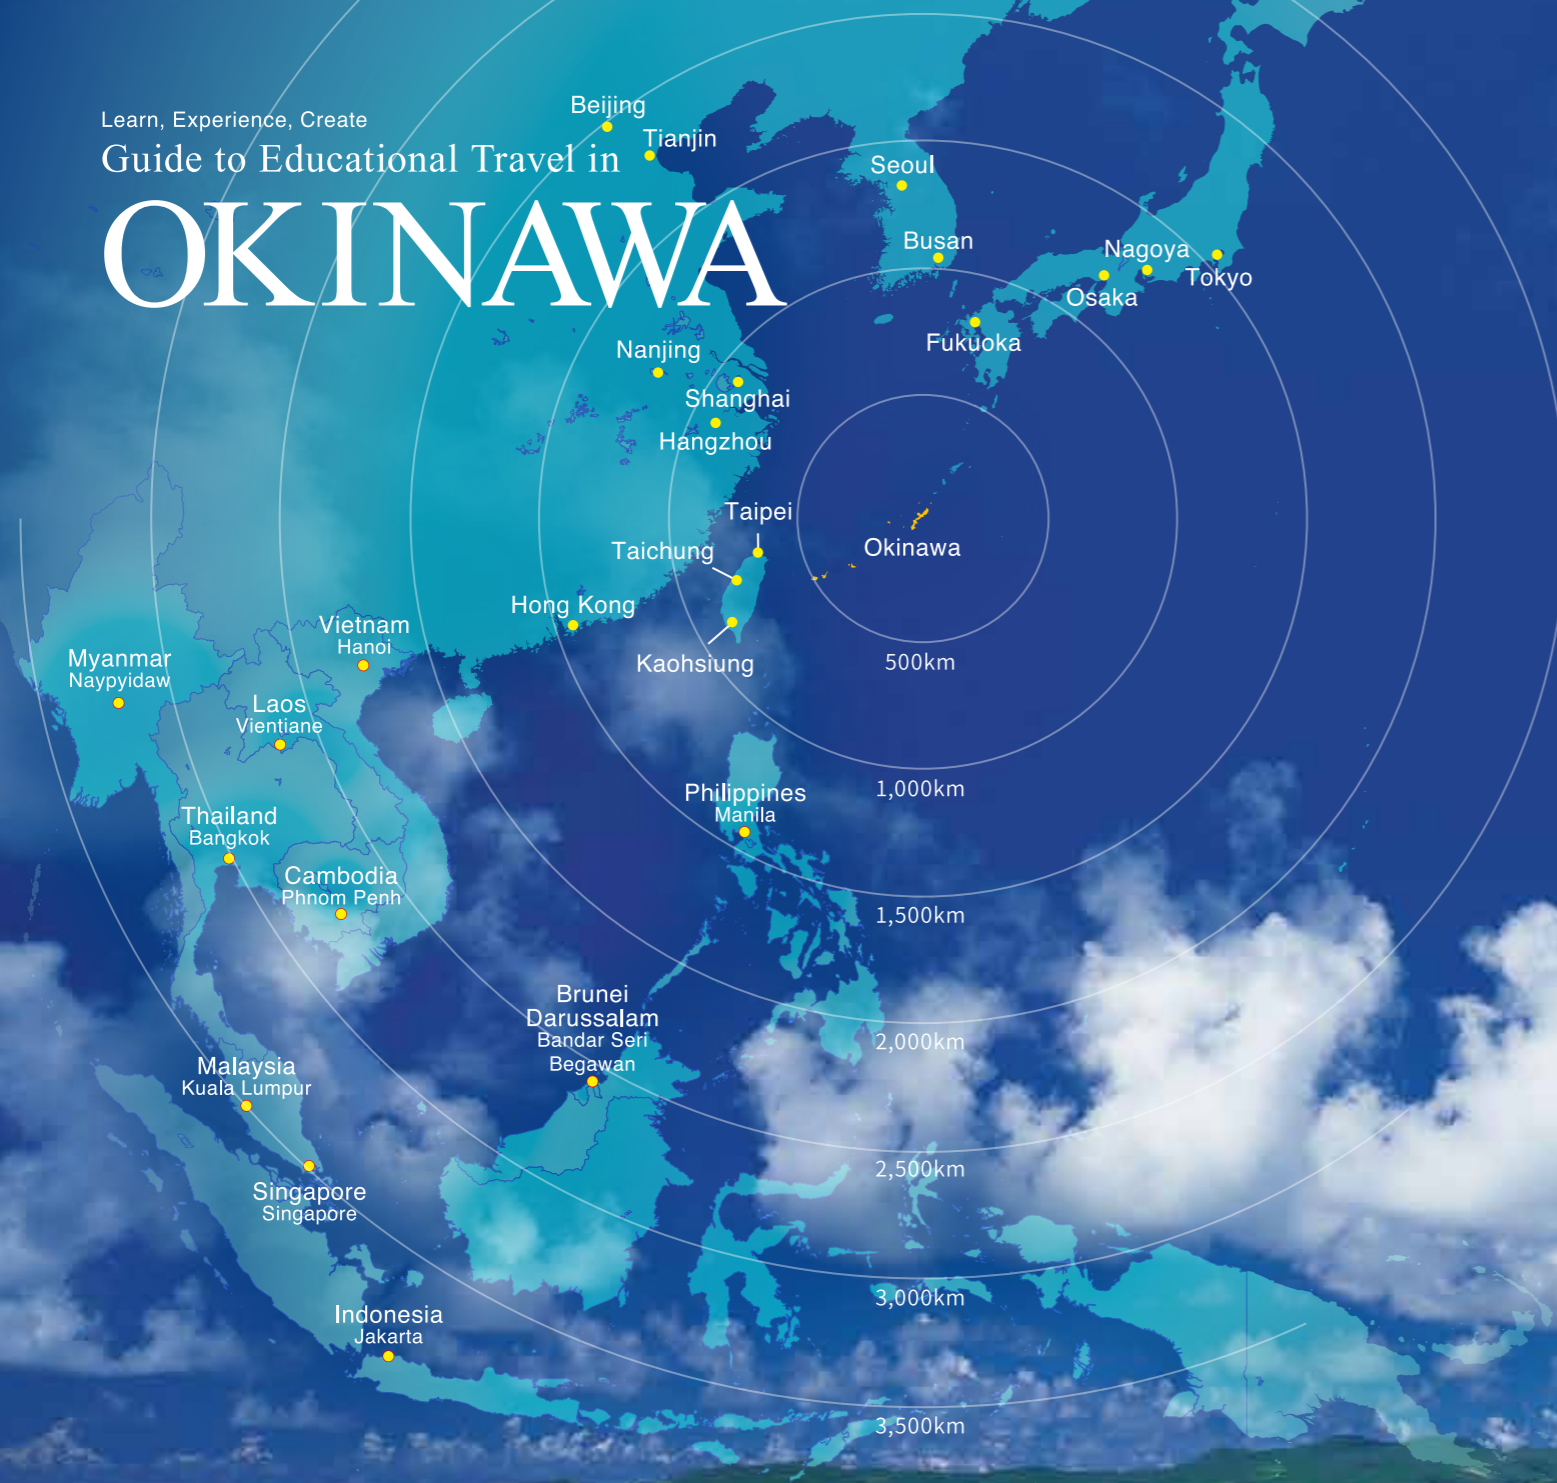 Learn, Experience, Create
Guide to Educational Travel in
OKINAWA
Beijing
Tianjin
Seoul
Busan
Nagoya
Tokyo
Osaka
Fukuoka
Nanjing
Shanghai
Hangzhou
Taipei
Taichung
Okinawa
Hong Kong
Kaohsiung
500km
Vietnam
Hanoi
Myanmar
Naypyidaw
Laos
Vientiane
1,000km
Philippines
Manila
Thailand
Bangkok
Cambodia
Phnom Penh
1,500km
Brunei
Darussalam
Bandar Seri
Begawan
2,000km
Malaysia
Kuala Lumpur
2,500km
Singapore
Singapore
3,000km
Indonesia
Jakarta
3,500km